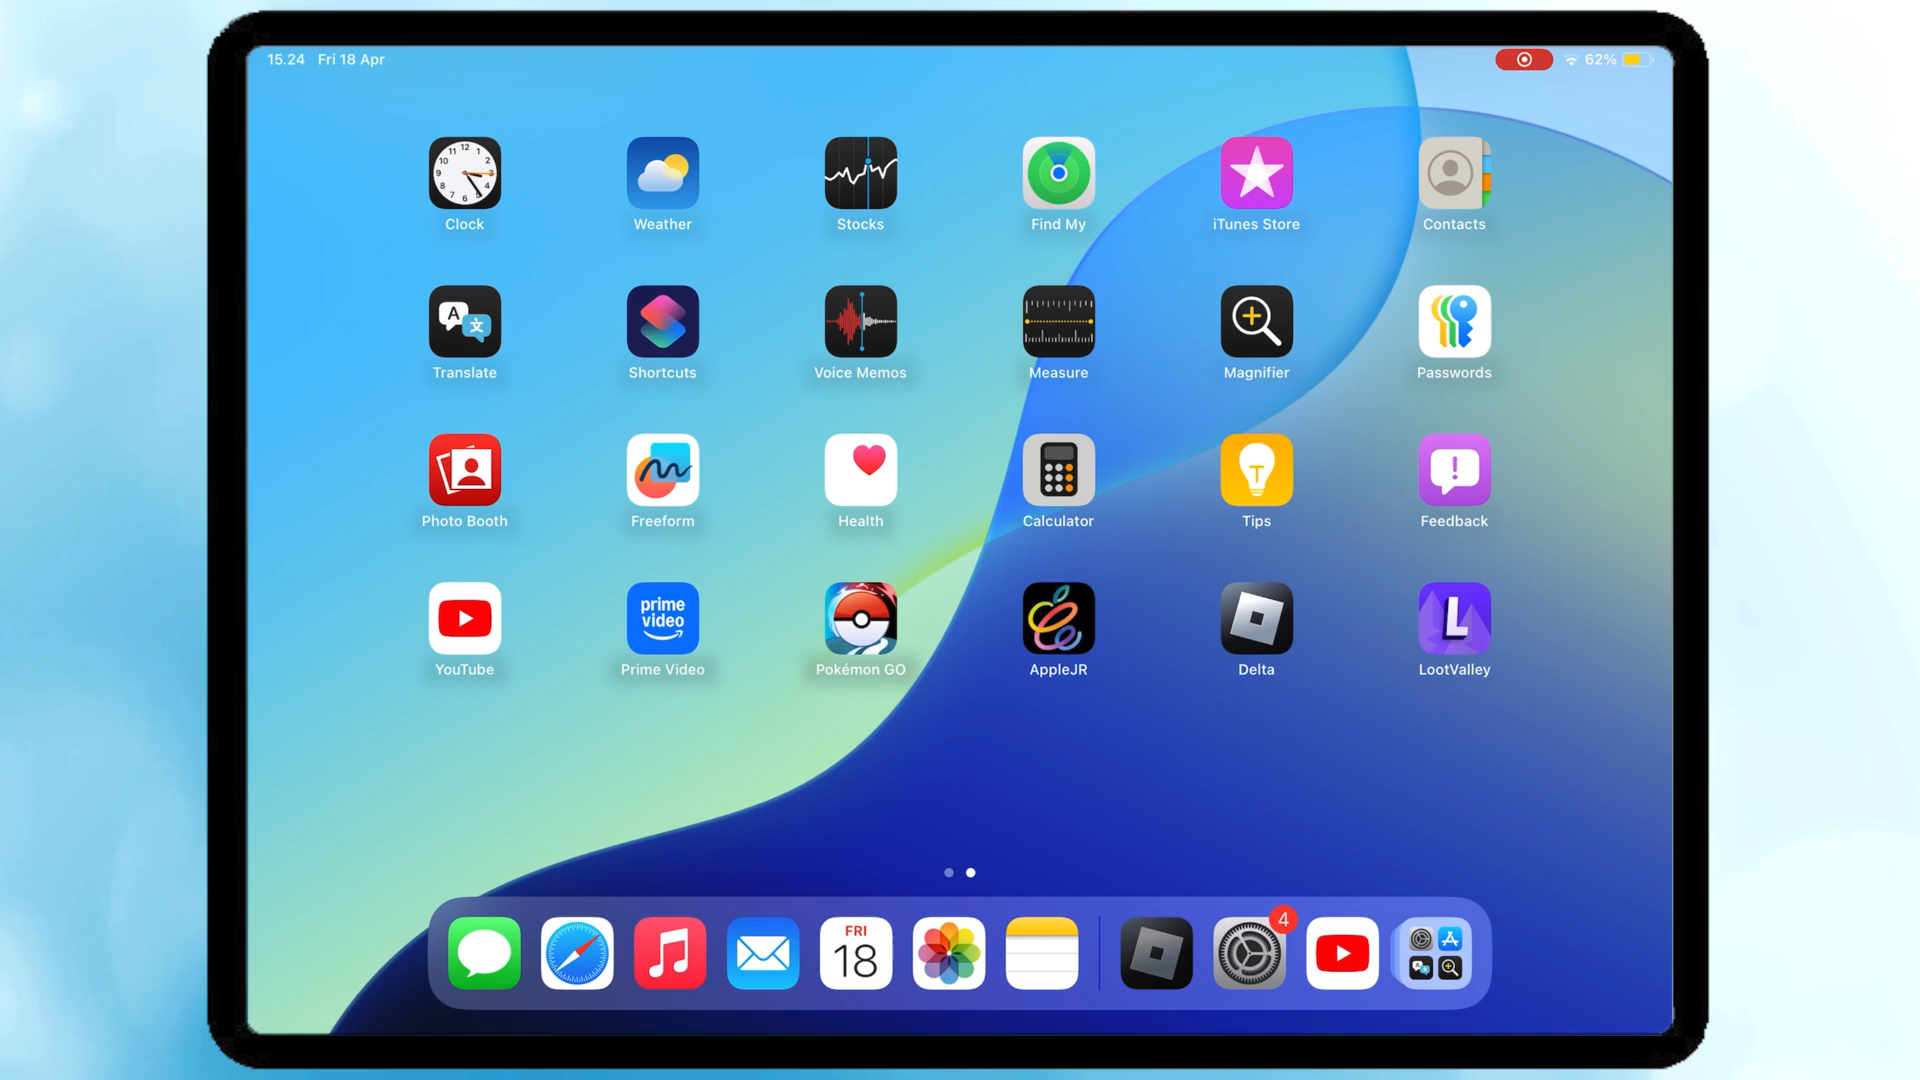 15.24 Fri 18 Apr
62%
Clock
Weather
Stocks
Find My
iTunes Store
Contacts
A
文
Translate
Shortcuts
Voice Memos
Measure
Magnifier
Passwords
Photo Booth
Freeform
Health
Calculator
T
Tips
!
Feedback
YouTube
prime
video
Prime Video
Pokémon GO
AppleJR
Delta
L
LootValley
FRI
18
4